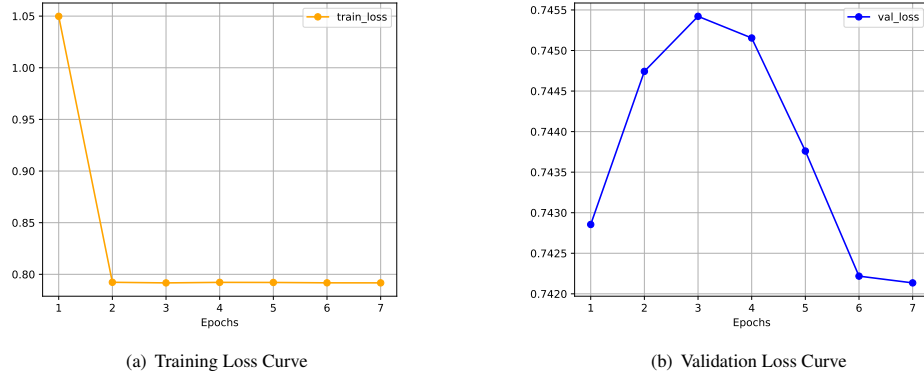 train_loss
1.05
1.00
0.95
0.90
0.85
0.80
1 2 3 4 5 6 7
Epochs
(a) Training Loss Curve
val_loss
0.7455
0.7450
0.7445
0.7440
0.7435
0.7430
0.7425
0.7420
1 2 3 4 5 6 7
Epochs
(b) Validation Loss Curve